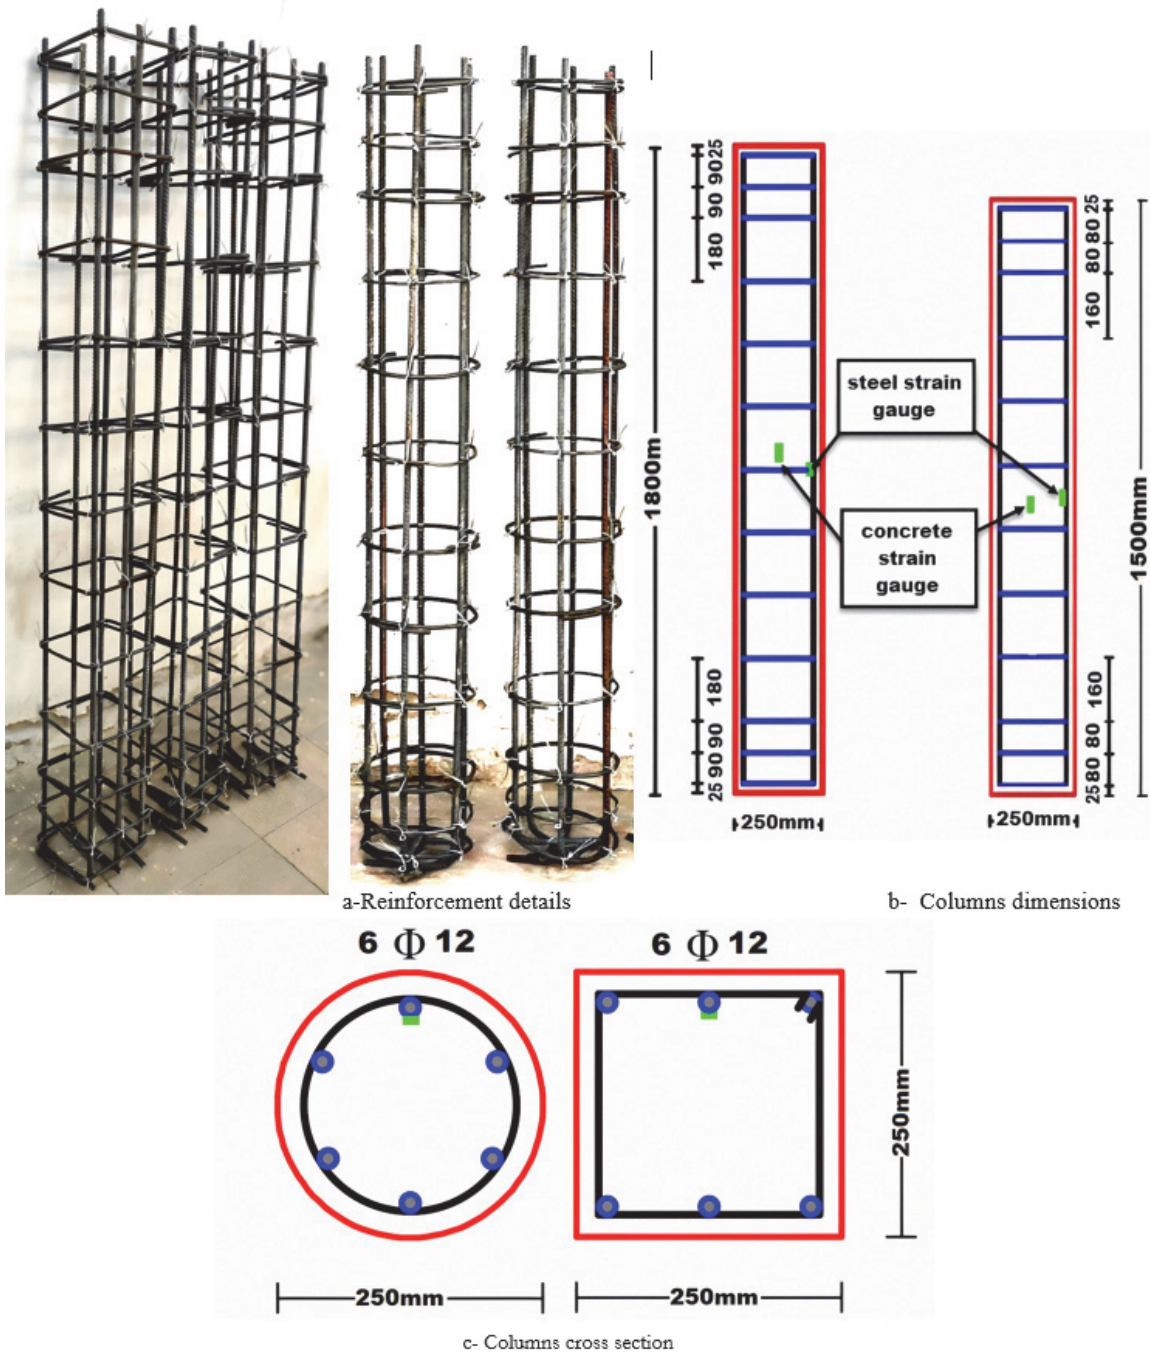 25
90
90
180
1800m
180
90
90
25
250mm
steel strain
gauge
concrete
strain
gauge
25
80
80
160
1500mm
160
80
80
25
250mm
a-Reinforcement details
b- Columns dimensions
6 Φ 12
6 Φ 12
250mm
250mm
250mm
c- Columns cross section